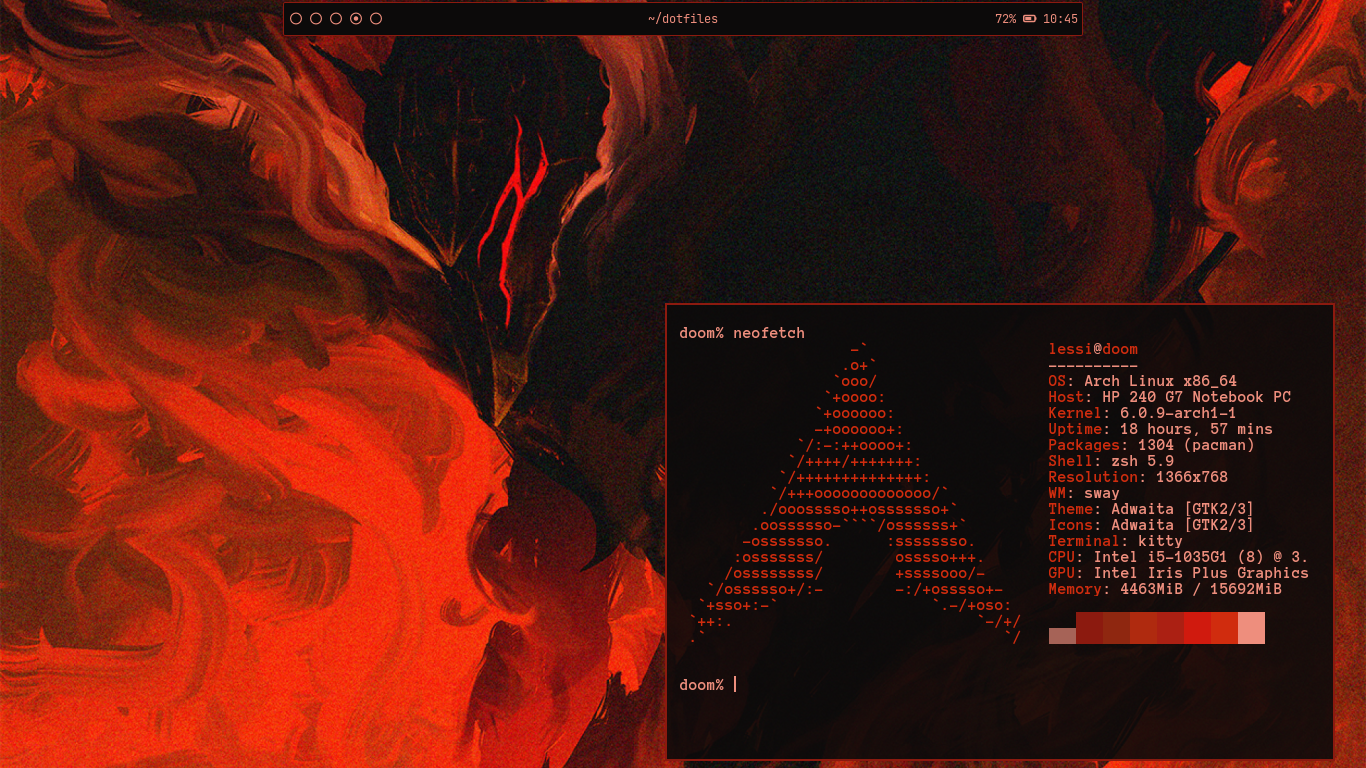 ~/dotfiles 72% 10:45
doom% neofetch
-`
.o+`
`ooo/
`+oooo:
`+oooooo:
-+oooooo+:
`/:-:++oooo+:
`/++++/+++++++:
`/++++++++++++++:
`/+++ooooooooooooo/`
./ooosssso++osssssso+`
.oossssso-````/ossssss+`
-osssssso. :ssssssso.
:osssssss/ osssso+++.
/ossssssss/ +ssssooo/-
`/ossssso+/:- -:/+osssso+-
`+sso+:-` `.-/+oso:
`++:. `-/+/
.` `/
lessi@doom
----------
OS: Arch Linux x86_64
Host: HP 240 G7 Notebook PC
Kernel: 6.0.9-arch1-1
Uptime: 18 hours, 57 mins
Packages: 1304 (pacman)
Shell: zsh 5.9
Resolution: 1366x768
WM: sway
Theme: Adwaita [GTK2/3]
Icons: Adwaita [GTK2/3]
Terminal: kitty
CPU: Intel i5-1035G1 (8) @ 3.
GPU: Intel Iris Plus Graphics
Memory: 4463MiB / 15692MiB
doom%